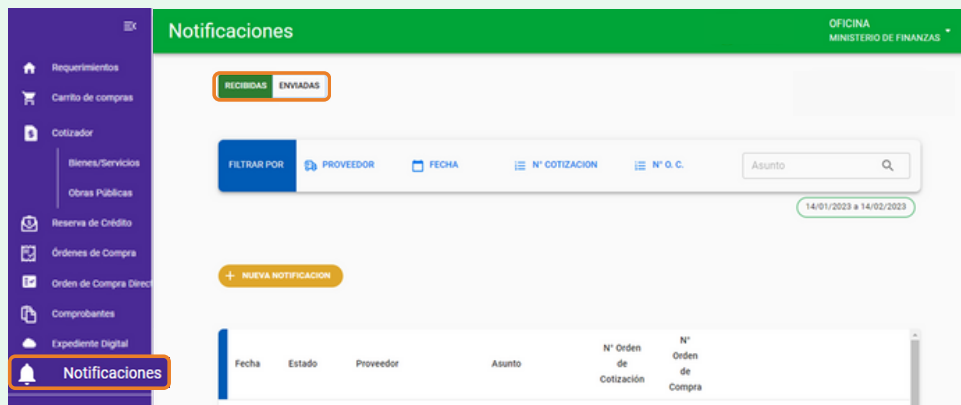 Notificaciones
OFICINA
MINISTERIO DE FINANZAS
Requerimientos
Carrito de compras
Cotizador
Bienes/Servicios
Obras Públicas
Reserva de Crédito
Órdenes de Compra
Orden de Compra Direct
Comprobantes
Expediente Digital
Notificaciones
RECIBIDAS ENVIADAS
FILTRAR POR PROVEEDOR FECHA N° COTIZACION N° O. C. Asunto
14/01/2023 a 14/02/2023
+ NUEVA NOTIFICACION
Fecha Estado Proveedor Asunto
N° Orden
de
Cotización
N°
Orden
de
Compra